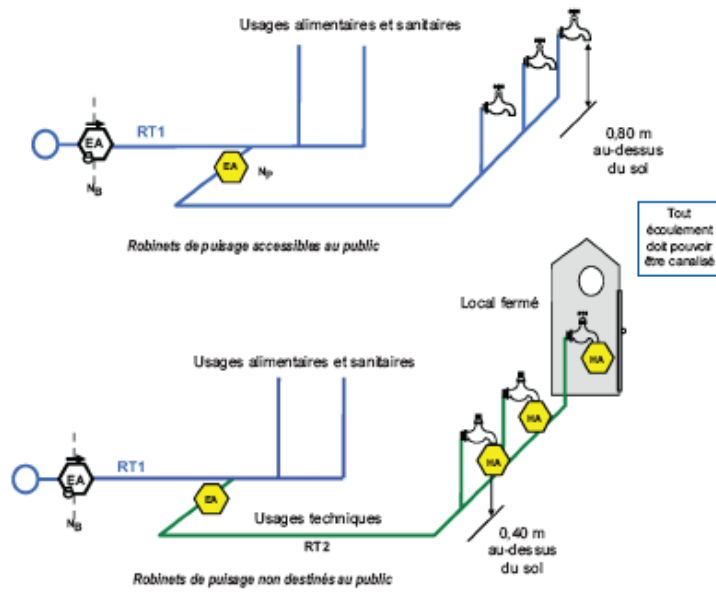 Usages alimentaires et sanitaires
EA
RT1
EA
NP
NB
0,80 m
au-dessus
du sol
Robinets de puisage accessibles au public
Tout
écoulement
doit pouvoir
être canalisé
Local fermé
HA
Usages alimentaires et sanitaires
HA
HA
RT1
EA
EA
NB
Usages techniques
RT2
0,40 m
au-dessus
du sol
Robinets de puisage non destinés au public